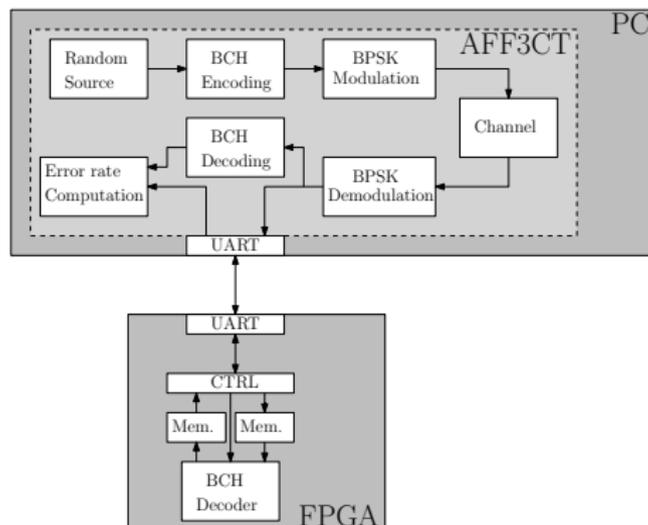 PC
AFF3CT
Random
Source
BCH
Encoding
BPSK
Modulation
Channel
BCH
Decoding
Error rate
Computation
BPSK
Demodulation
UART
UART
CTRL
Mem.
Mem.
BCH
Decoder
FPGA